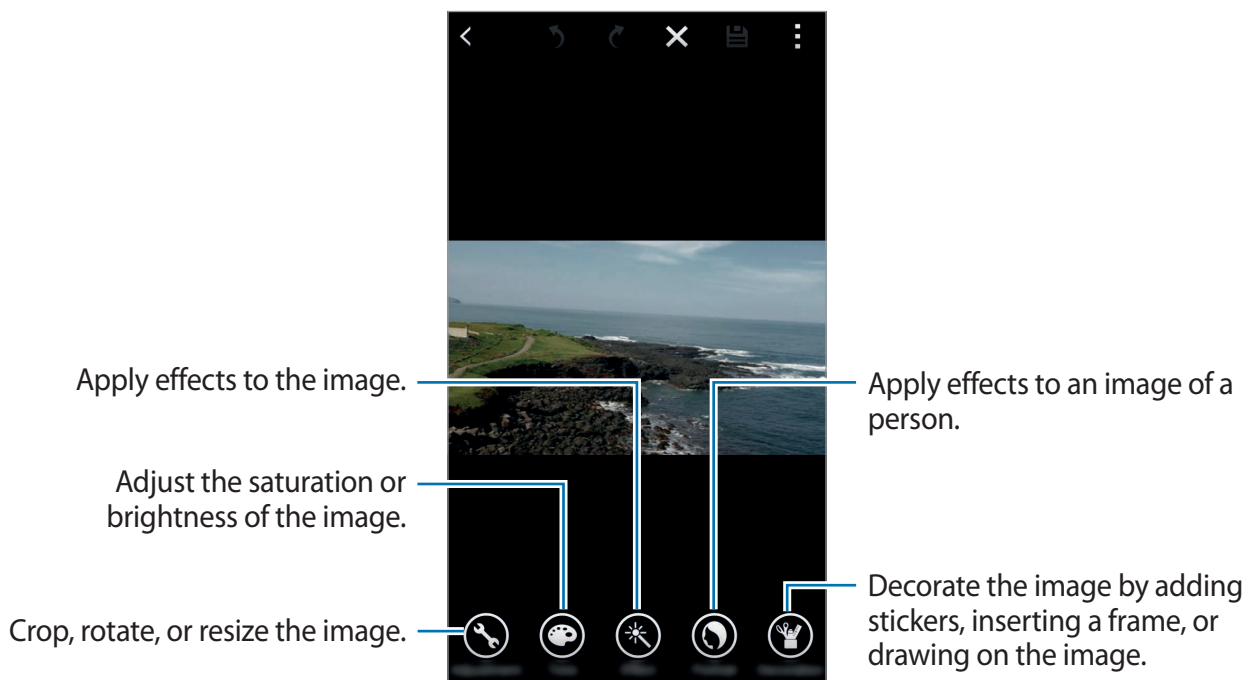 Apply effects to the image.
Adjust the saturation or
brightness of the image.
Crop, rotate, or resize the image.
Apply effects to an image of a
person.
Decorate the image by adding
stickers, inserting a frame, or
drawing on the image.